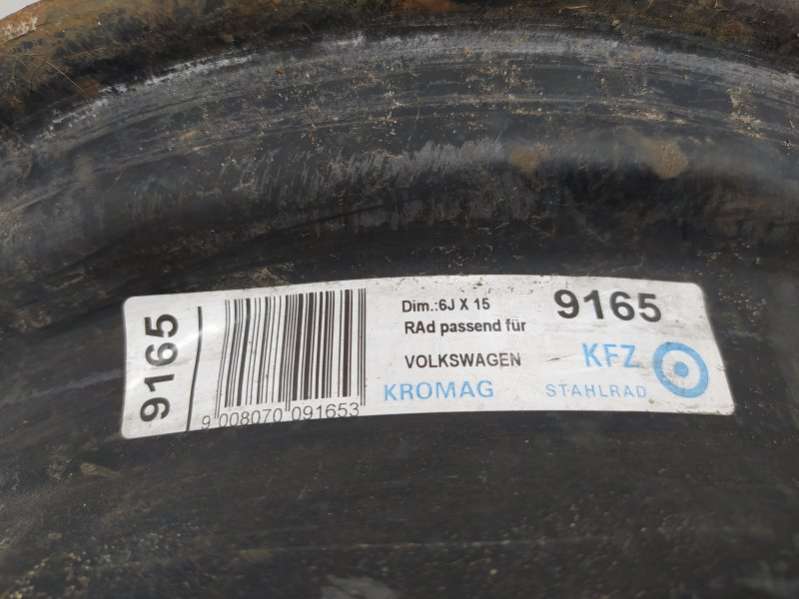 9165
9 008070 091653
Dim.:6J X 15
RAd passend für
VOLKSWAGEN
KROMAG
9165
KFZ
STAHLRAD